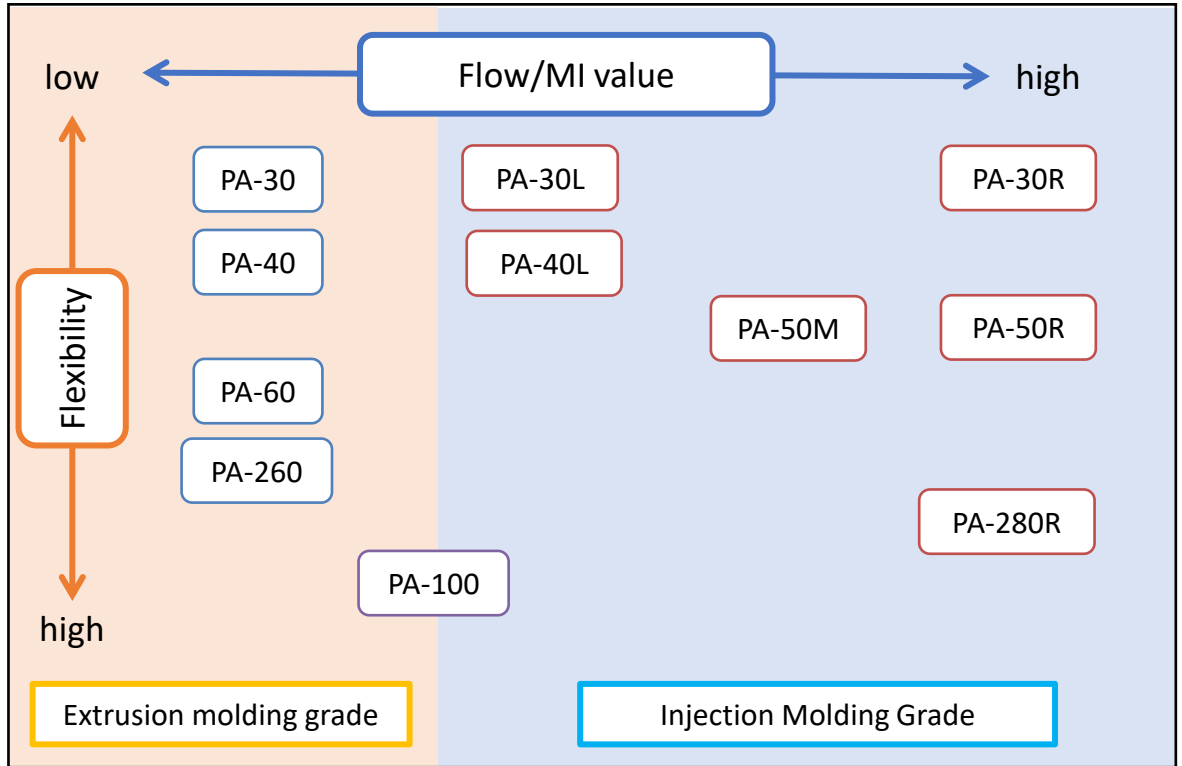 Flow/MI value
low
high
PA-30
PA-30L
PA-30R
PA-40
PA-40L
Flexibility
PA-50M
PA-50R
PA-60
PA-260
PA-280R
PA-100
high
Extrusion molding grade
Injection Molding Grade